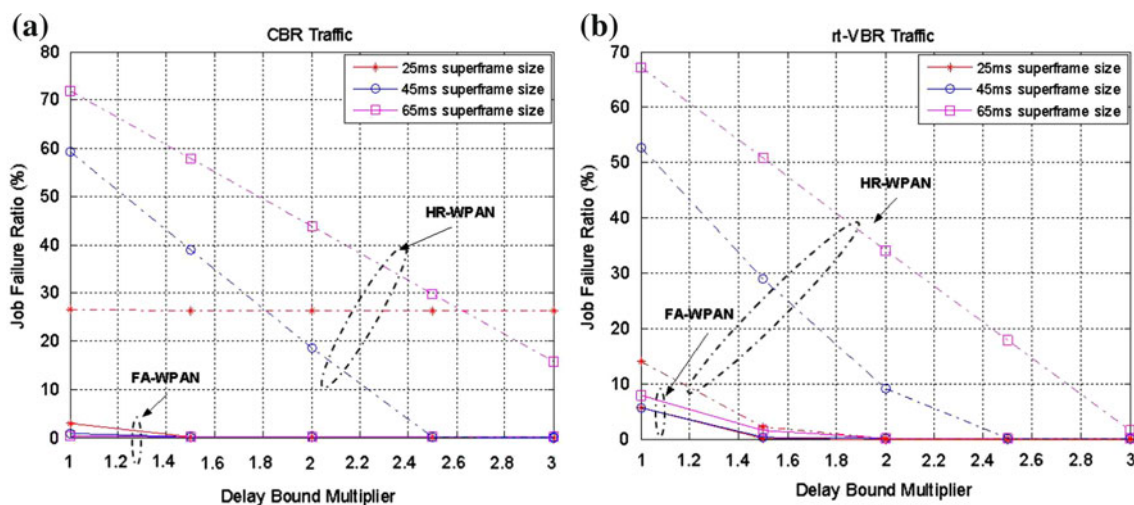 (a)
CBR Traffic
80
70
60
50
40
30
20
10
0
Job Failure Ratio (%)
25ms superframe size
45ms superframe size
65ms superframe size
HR-WPAN
FA-WPAN
1 1.2 1.4 1.6 1.8 2 2.2 2.4 2.6 2.8 3
Delay Bound Multiplier
(b)
rt-VBR Traffic
70
60
50
40
30
20
10
0
Job Failure Ratio (%)
25ms superframe size
45ms superframe size
65ms superframe size
HR-WPAN
FA-WPAN
1 1.2 1.4 1.6 1.8 2 2.2 2.4 2.6 2.8 3
Delay Bound Multiplier